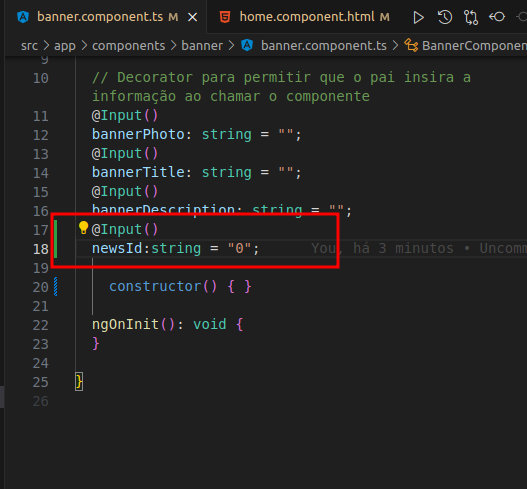 banner.component.ts M × home.component.html M
src > app > components > banner > banner.component.ts > BannerComponen
9
10 // Decorator para permitir que o pai insira a
informação ao chamar o componente
11 @Input()
12 bannerPhoto: string = "";
13 @Input()
14 bannerTitle: string = "";
15 @Input()
16 bannerDescription: string = "";
17 @Input()
18 newsId:string = "0"; You, há 3 minutos • Uncomm
19
20 constructor() { }
21
22 ngOnInit(): void {
23 }
24
25 }
26